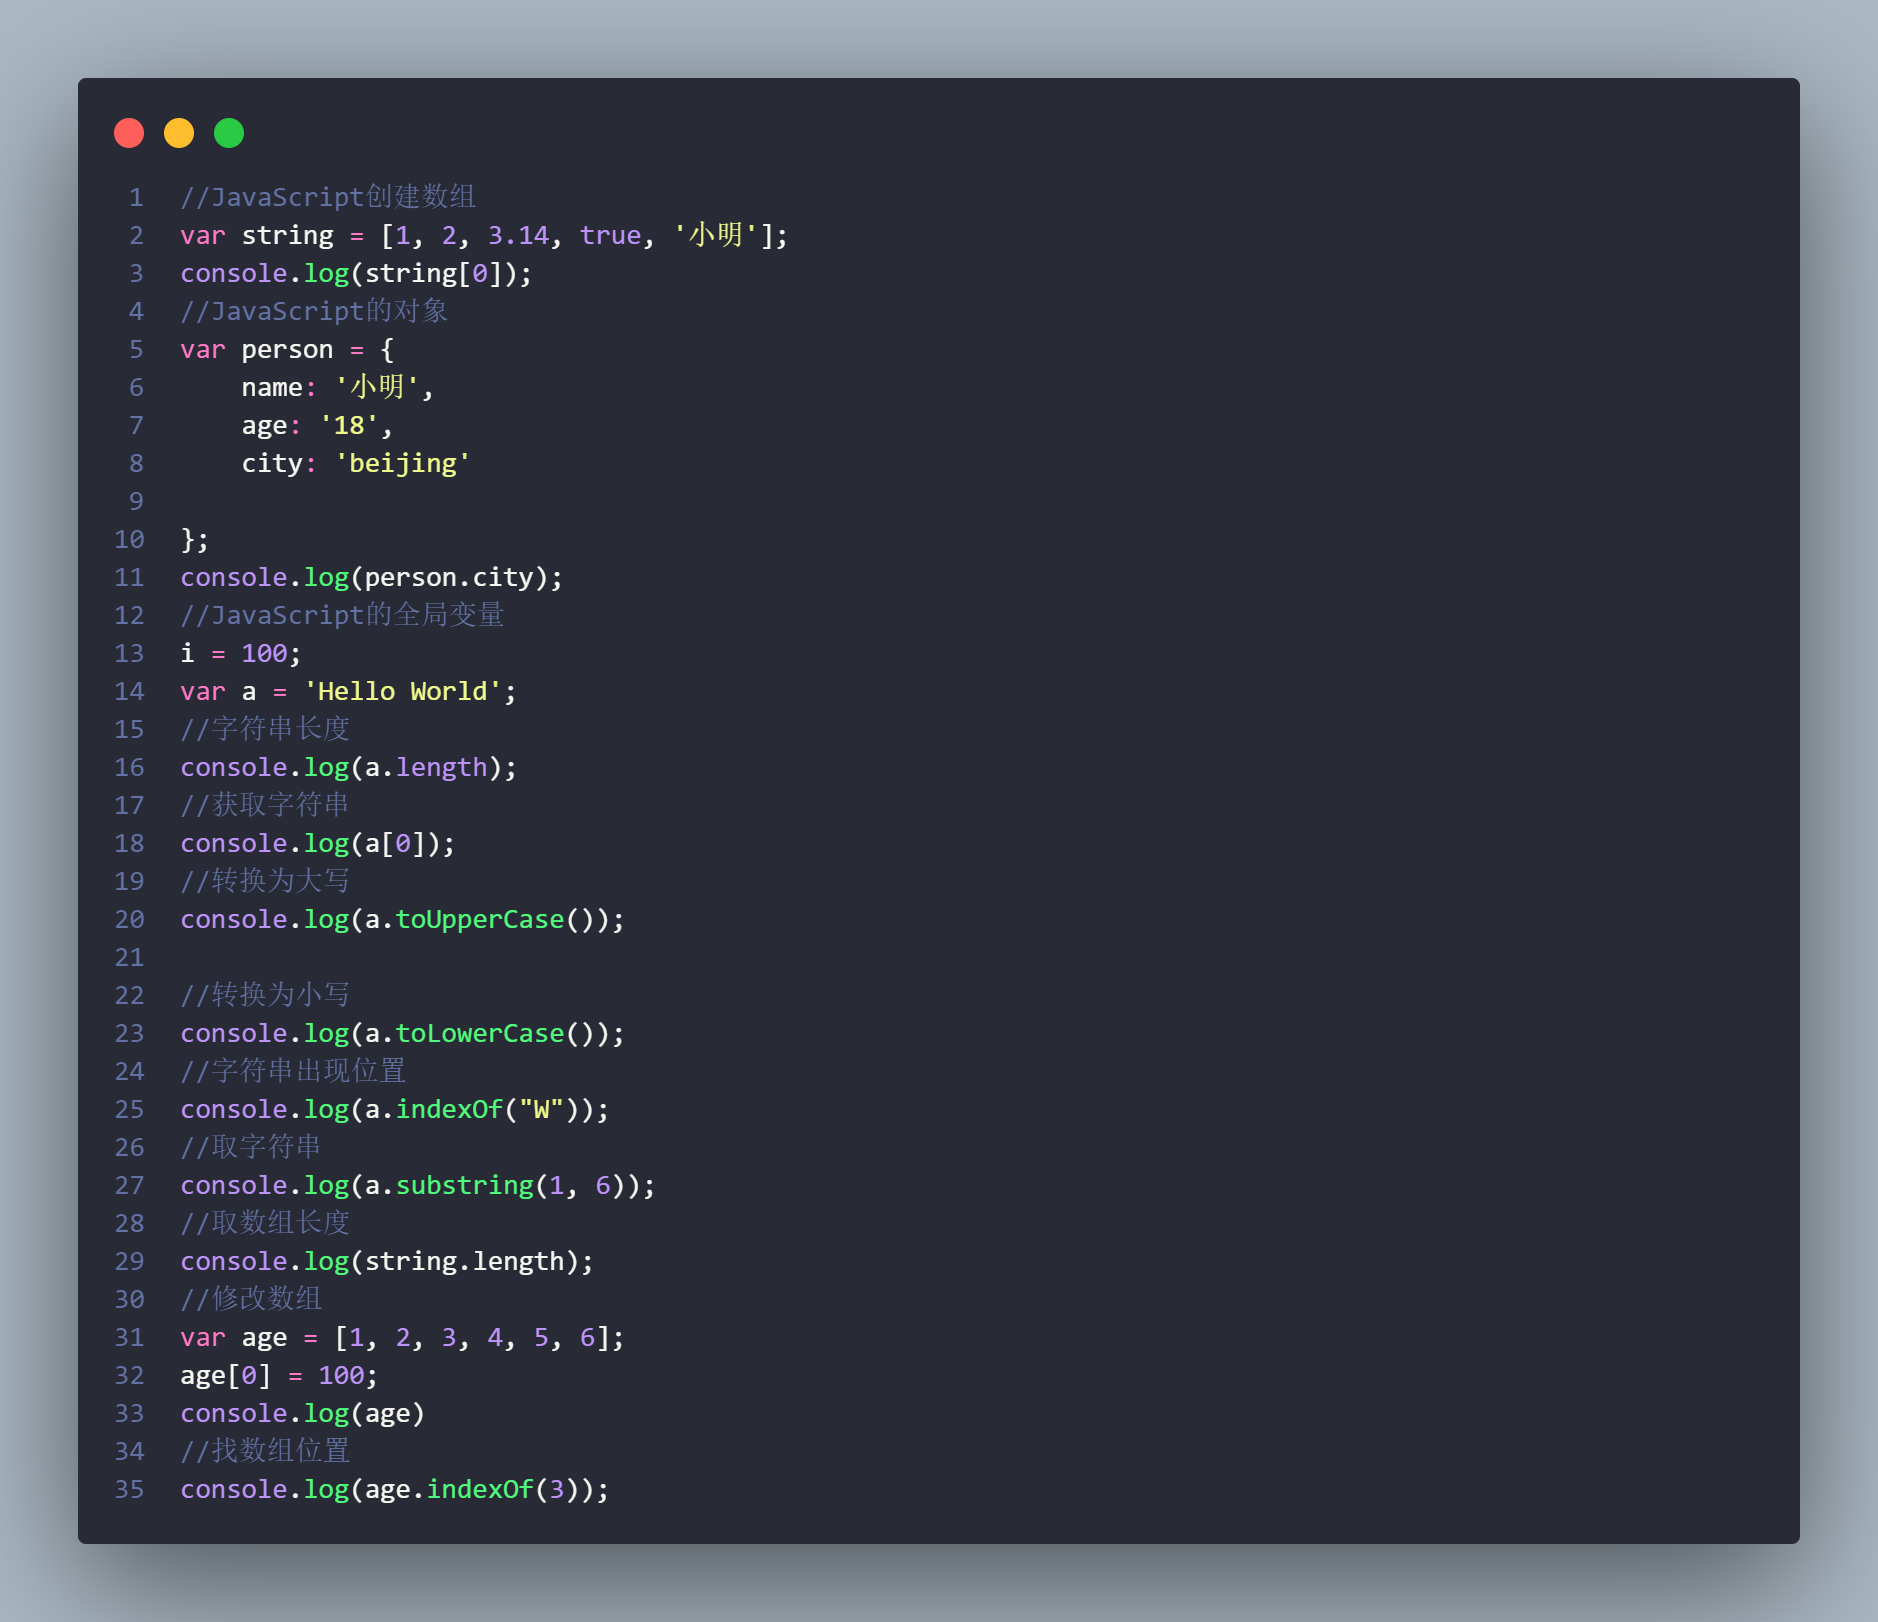 1 //JavaScript创建数组
2 var string = [1, 2, 3.14, true, '小明'];
3 console.log(string[0]);
4 //JavaScript的对象
5 var person = {
6     name: '小明',
7     age: '18',
8     city: 'beijing'
9
10 };
11 console.log(person.city);
12 //JavaScript的全局变量
13 i = 100;
14 var a = 'Hello World';
15 //字符串长度
16 console.log(a.length);
17 //获取字符串
18 console.log(a[0]);
19 //转换为大写
20 console.log(a.toUpperCase());
21
22 //转换为小写
23 console.log(a.toLowerCase());
24 //字符串出现位置
25 console.log(a.indexOf("W"));
26 //取字符串
27 console.log(a.substring(1, 6));
28 //取数组长度
29 console.log(string.length);
30 //修改数组
31 var age = [1, 2, 3, 4, 5, 6];
32 age[0] = 100;
33 console.log(age)
34 //找数组位置
35 console.log(age.indexOf(3));